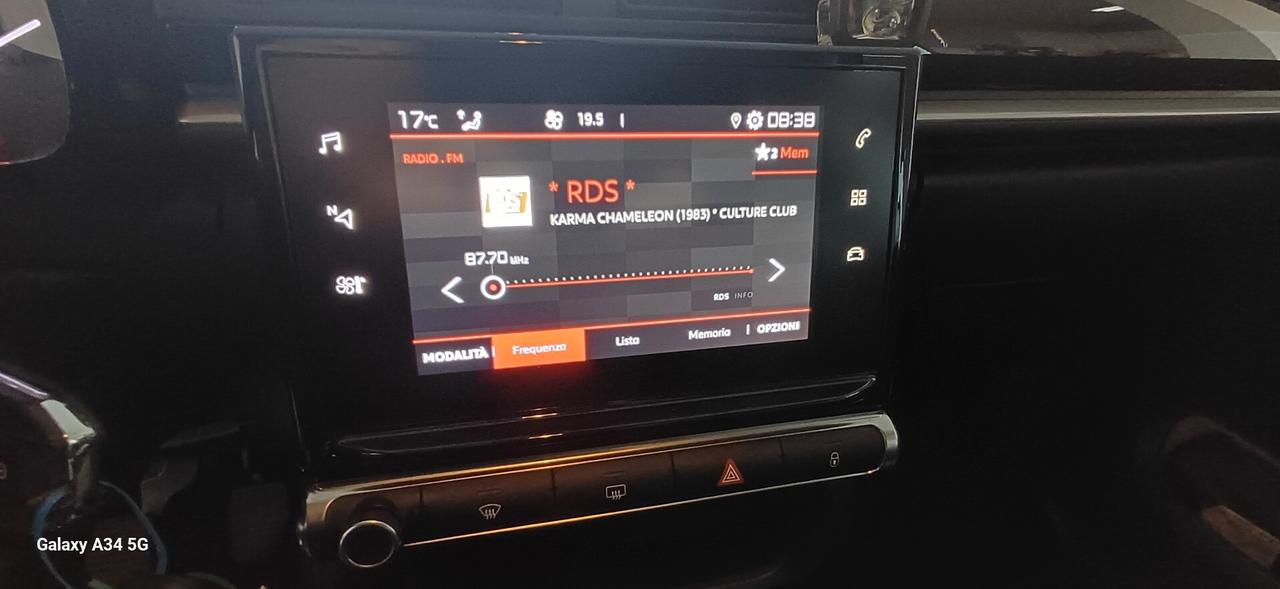 17°C 19.5 08:38
RADIO . FM
2 Mem
RDS
* RDS *
KARMA CHAMELEON (1983) * CULTURE CLUB
N
87.70 MHz
RDS INFO
MODALITÀ Frequenza Lista Memoria OPZIONI
Galaxy A34 5G